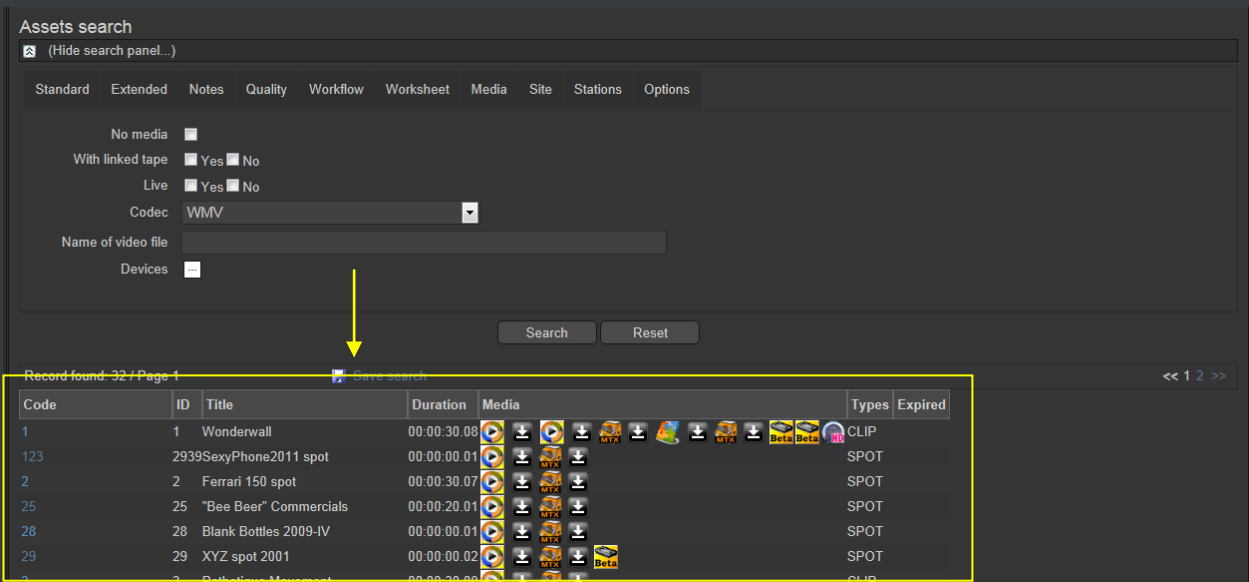 Assets search
(Hide search panel...)
Standard Extended Notes Quality Workflow Worksheet Media Site Stations Options
No media
With linked tape Yes No
Live Yes No
Codec WMV
Name of video file
Devices ...
Search Reset
Record found: 32 / Page 1 Save search << 1 2 >>
Code ID Title Duration Media Types Expired
1 1 Wonderwall 00:00:30.08 MTX MTX Beta Beta HD CLIP
123 2939 SexyPhone2011 spot 00:00:00.01 MTX SPOT
2 2 Ferrari 150 spot 00:00:30.07 MTX SPOT
25 25 "Bee Beer" Commercials 00:00:20.01 MTX SPOT
28 28 Blank Bottles 2009-IV 00:00:00.01 MTX SPOT
29 29 XYZ spot 2001 00:00:00.02 MTX Beta SPOT
3 3 Pathetique Movement CLIP